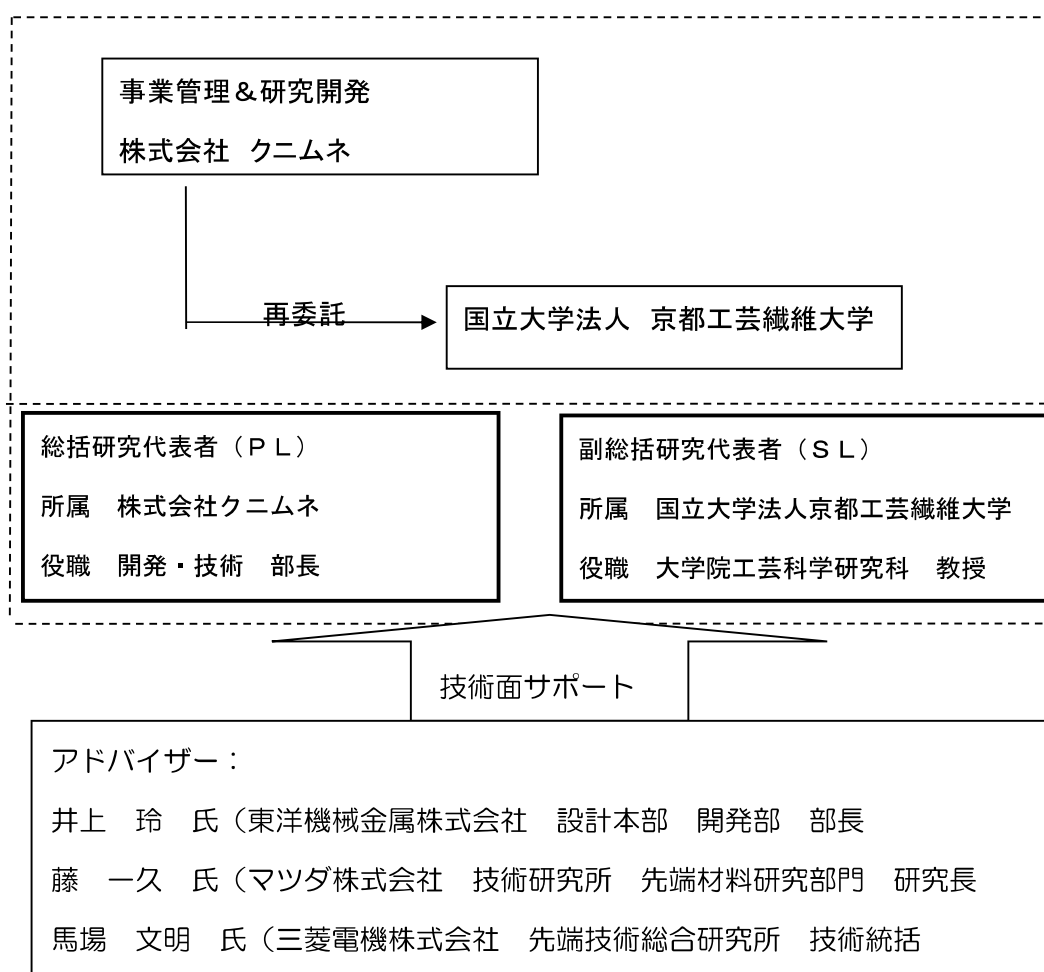 事業管理＆研究開発
株式会社　クニムネ
再委託
国立大学法人　京都工芸繊維大学
総括研究代表者（ＰＬ）
所属　株式会社クニムネ
役職　開発・技術　部長
副総括研究代表者（ＳＬ）
所属　国立大学法人京都工芸繊維大学
役職　大学院工芸科学研究科　教授
技術面サポート
アドバイザー：
井上　玲　氏（東洋機械金属株式会社　設計本部　開発部　部長
藤　一久　氏（マツダ株式会社　技術研究所　先端材料研究部門　研究長
馬場　文明　氏（三菱電機株式会社　先端技術総合研究所　技術統括